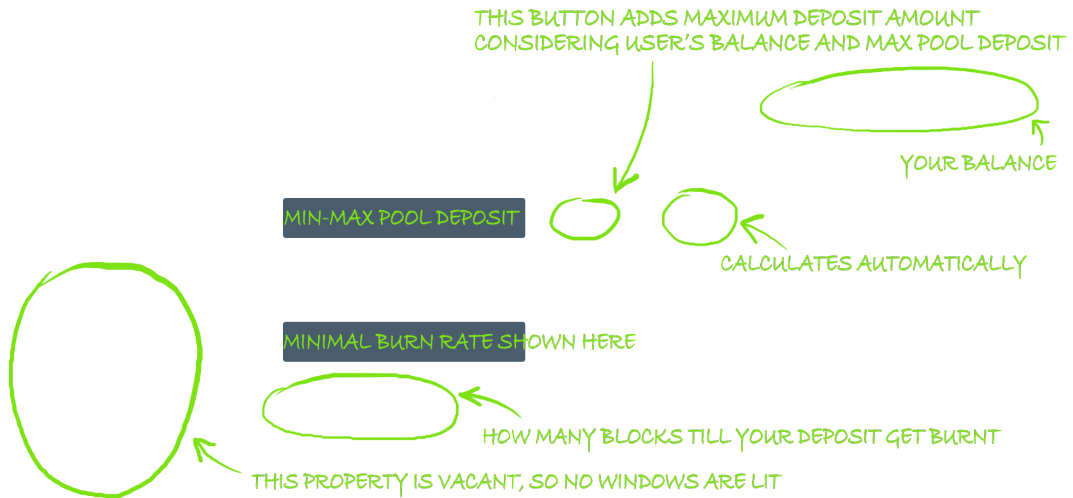 THIS BUTTON ADDS MAXIMUM DEPOSIT AMOUNT
CONSIDERING USER'S BALANCE AND MAX POOL DEPOSIT
YOUR BALANCE
MIN-MAX POOL DEPOSIT
CALCULATES AUTOMATICALLY
MINIMAL BURN RATE SHOWN HERE
HOW MANY BLOCKS TILL YOUR DEPOSIT GET BURNT
THIS PROPERTY IS VACANT, SO NO WINDOWS ARE LIT